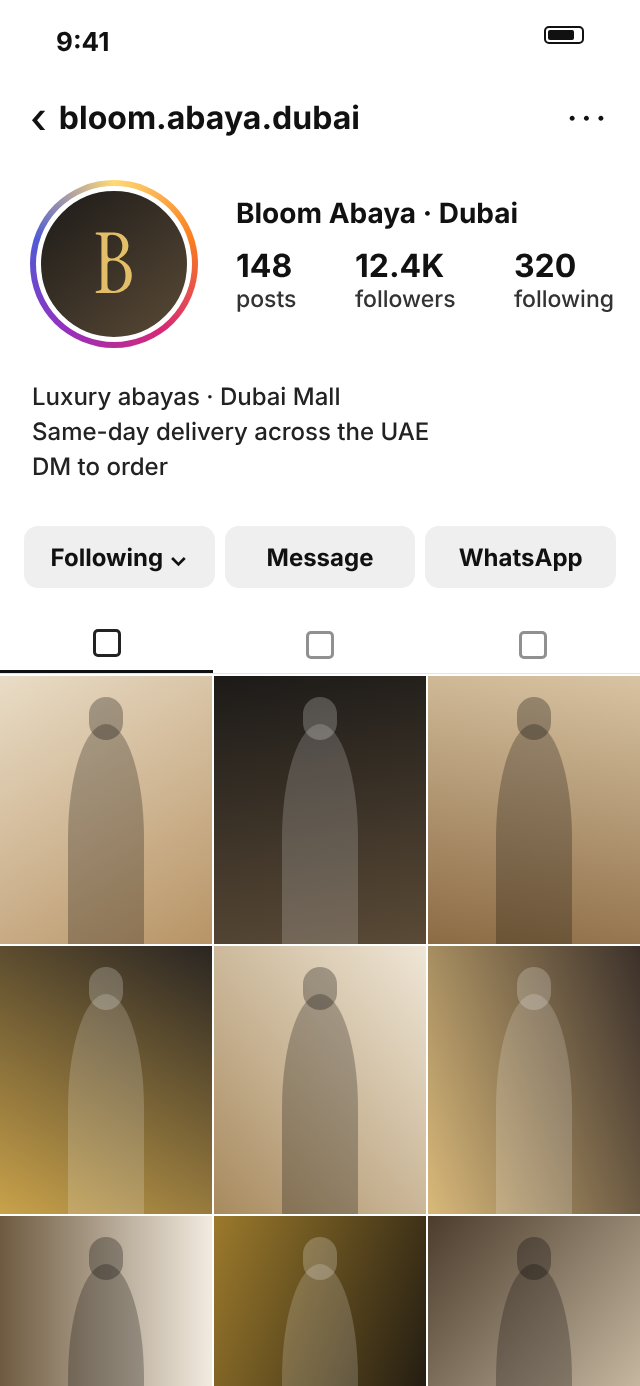 9:41
‹ bloom.abaya.dubai ···
B
Bloom Abaya · Dubai
148 12.4K 320
posts followers following
Luxury abayas · Dubai Mall
Same-day delivery across the UAE
DM to order
Following Message WhatsApp